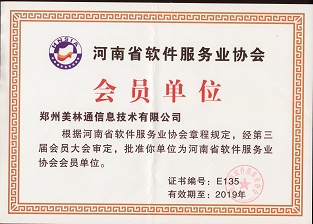 河南省软件服务业协会
会员单位
郑州美林通信息技术有限公司
根据河南省软件服务业协会章程规定，经第三
届会员大会审定，批准你单位为河南省软件服务业
协会会员单位。
证书编号：E135
有效期至：2019年